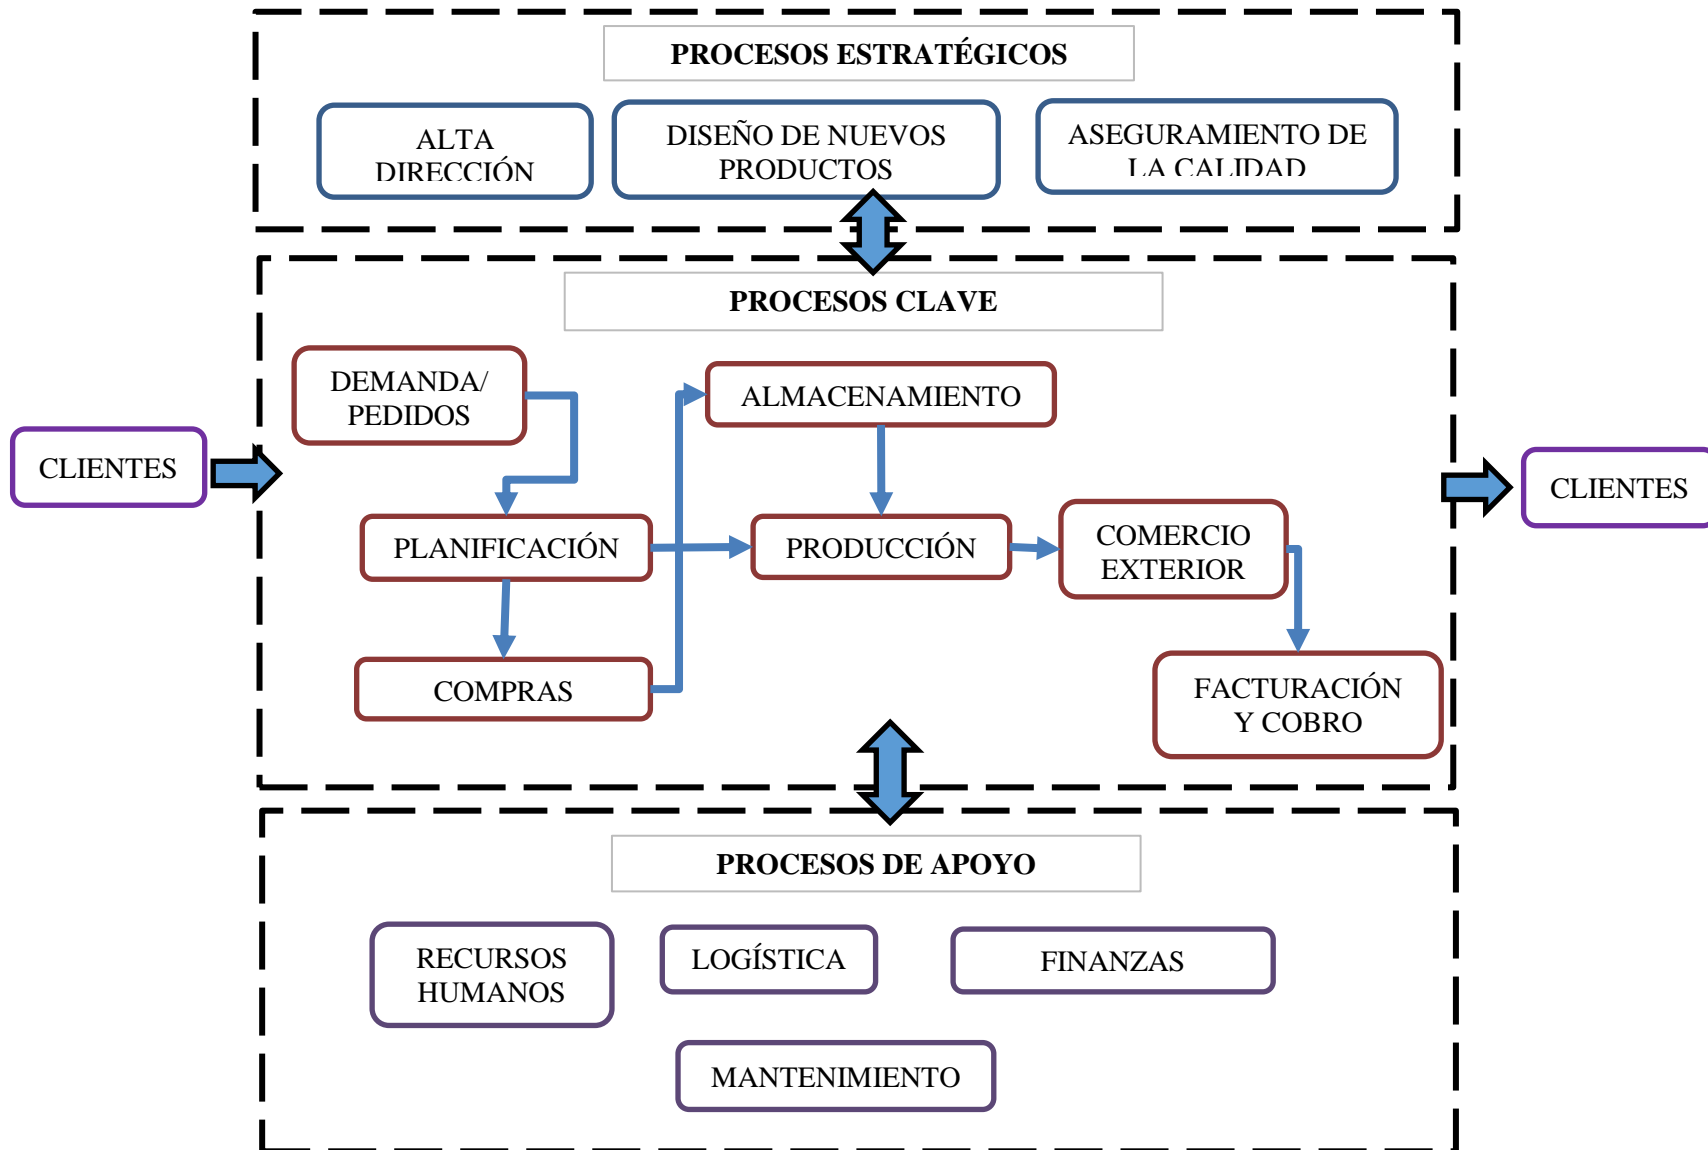 PROCESOS ESTRATÉGICOS
ALTA
DIRECCIÓN
DISEÑO DE NUEVOS
PRODUCTOS
ASEGURAMIENTO DE
LA CALIDAD
PROCESOS CLAVE
DEMANDA/
PEDIDOS
ALMACENAMIENTO
CLIENTES
CLIENTES
PLANIFICACIÓN
PRODUCCIÓN
COMERCIO
EXTERIOR
COMPRAS
FACTURACIÓN
Y COBRO
PROCESOS DE APOYO
RECURSOS
HUMANOS
LOGÍSTICA
FINANZAS
MANTENIMIENTO